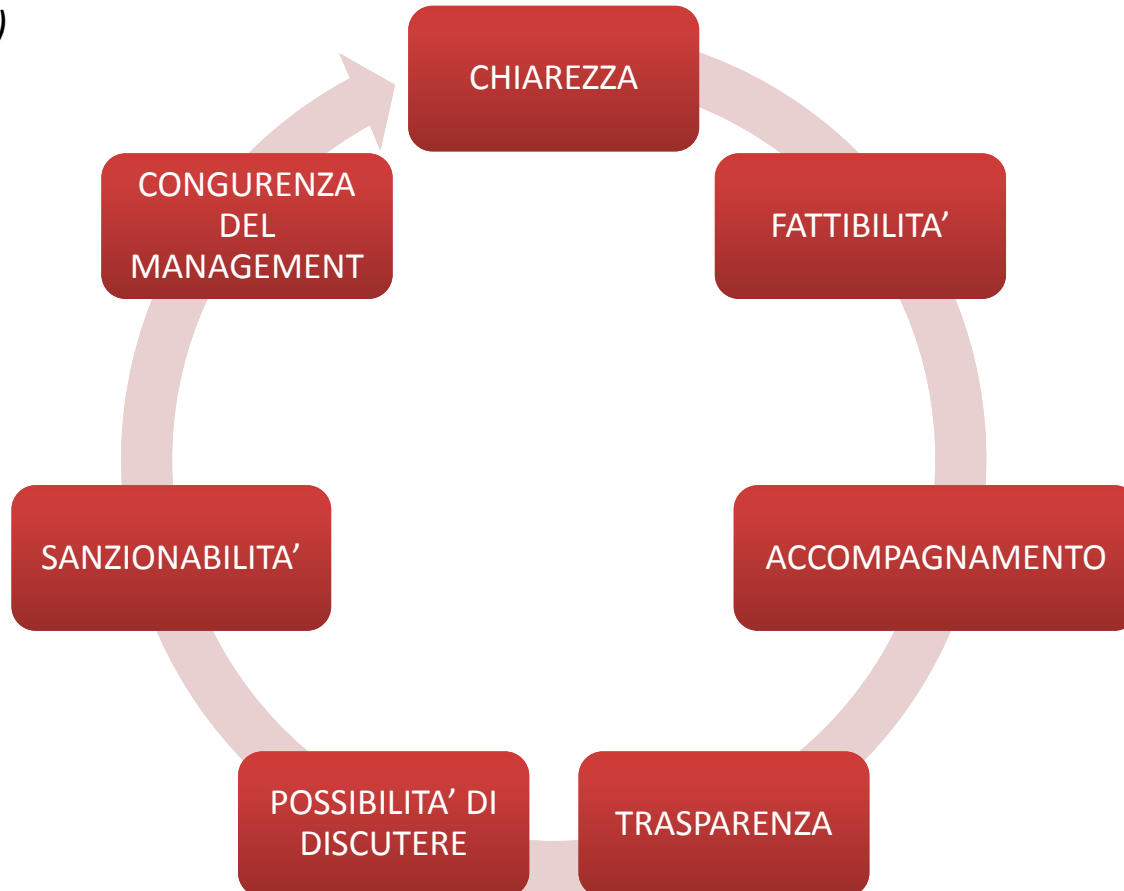 )
CHIAREZZA
FATTIBILITA’
ACCOMPAGNAMENTO
TRASPARENZA
POSSIBILITA’ DI
DISCUTERE
SANZIONABILITA’
CONGURENZA
DEL
MANAGEMENT